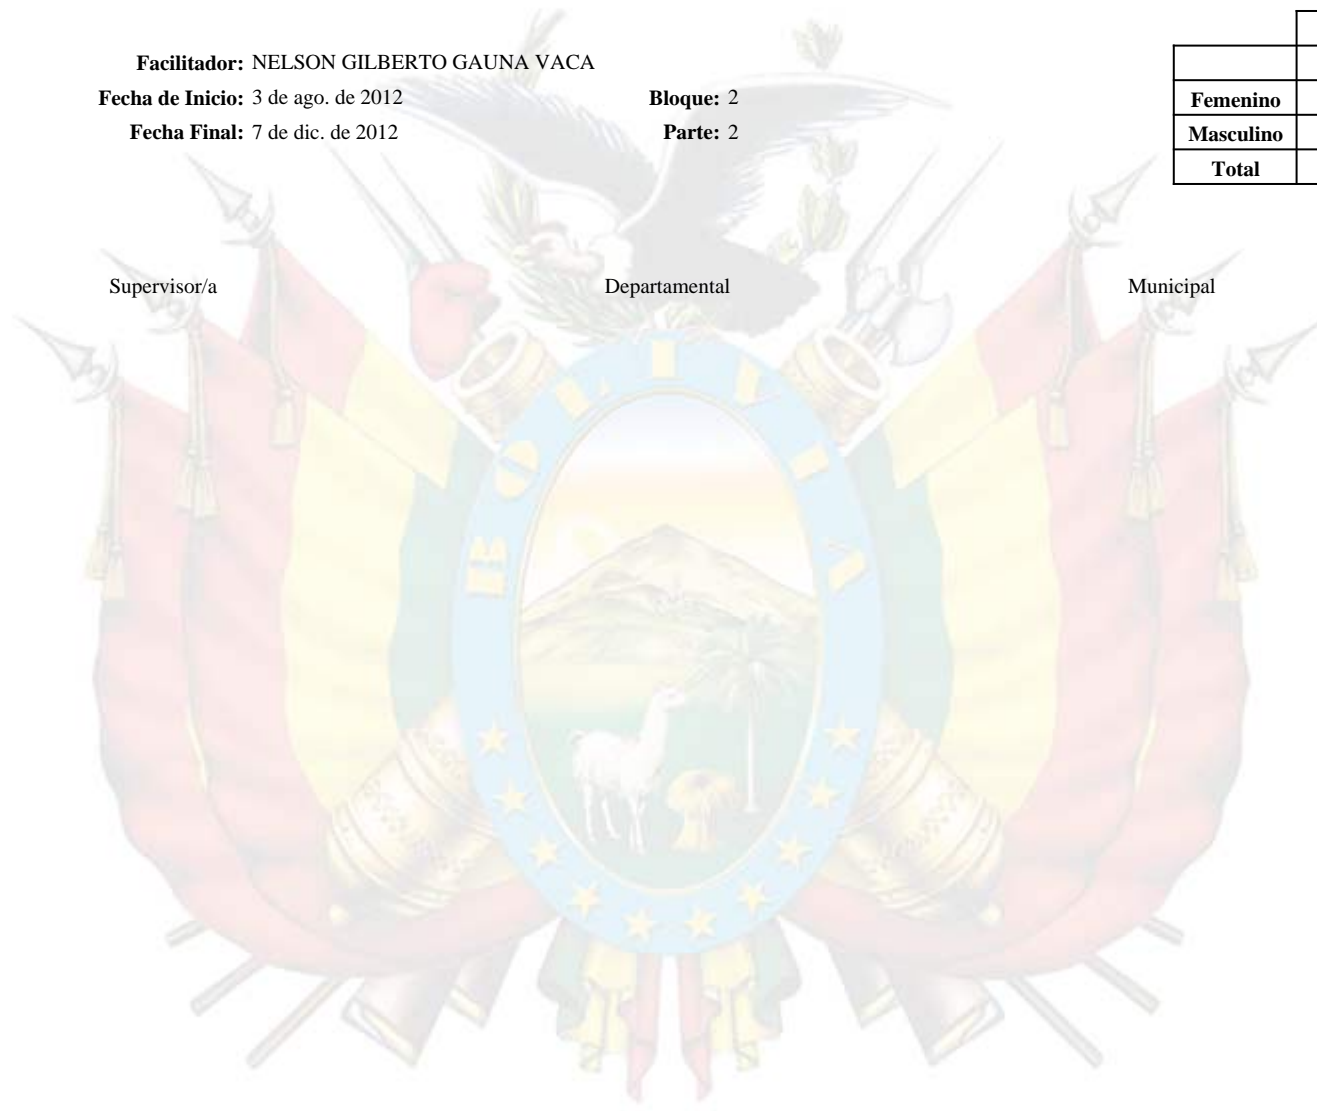 Facilitador: NELSON GILBERTO GAUNA VACA
Fecha de Inicio: 3 de ago. de 2012 Bloque: 2
Fecha Final: 7 de dic. de 2012 Parte: 2
Femenino
Masculino
Total
Supervisor/a Departamental Municipal
BOLIVIA